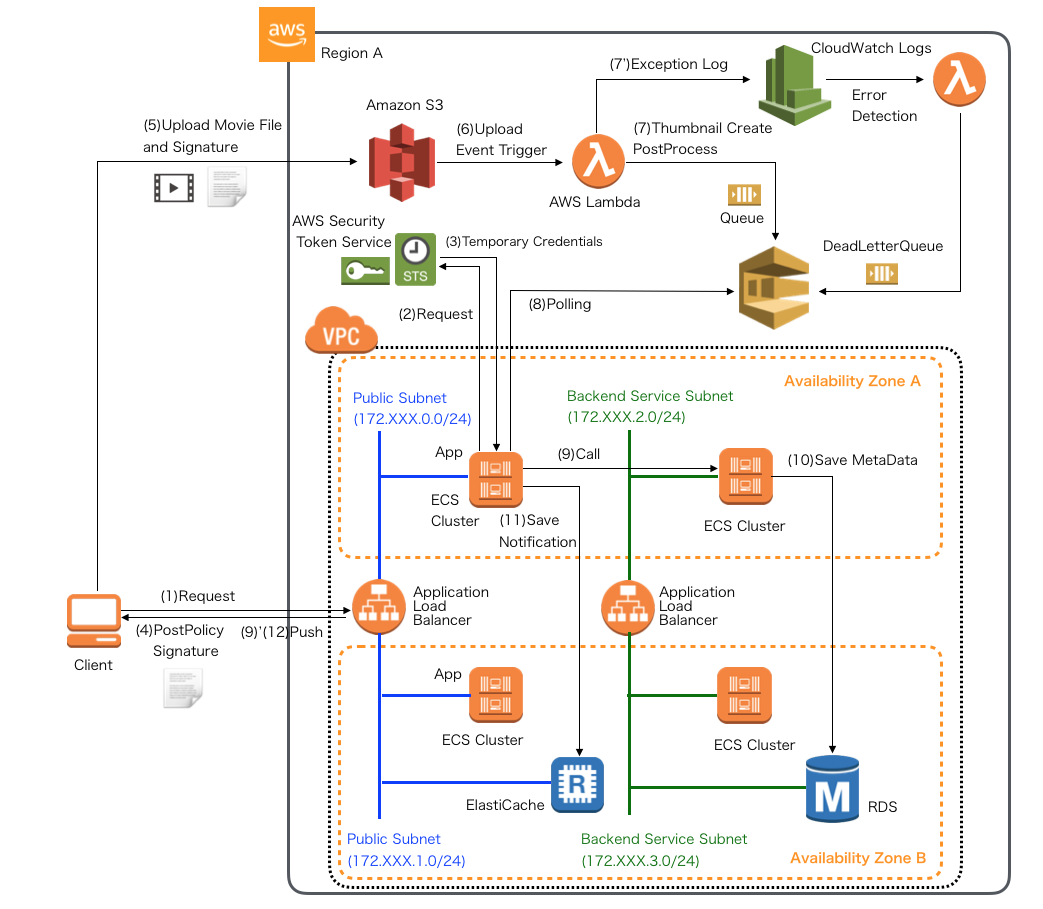 aws
Region A
CloudWatch Logs
(7')Exception Log
Error
Detection
Amazon S3
(5)Upload Movie File
and Signature
(6)Upload
Event Trigger
(7)Thumbnail Create
PostProcess
AWS Lambda
Queue
AWS Security
Token Service
STS
(3)Temporary Credentials
DeadLetterQueue
(2)Request
(8)Polling
VPC
Availability Zone A
Public Subnet
(172.XXX.0.0/24)
Backend Service Subnet
(172.XXX.2.0/24)
App
(9)Call
(10)Save MetaData
ECS
Cluster
(11)Save
Notification
ECS Cluster
(1)Request
Application
Load
Balancer
Application
Load
Balancer
(4)PostPolicy
Signature
(9)'(12)Push
Client
App
ECS Cluster
ECS Cluster
R
ElastiCache
M
RDS
Public Subnet
(172.XXX.1.0/24)
Backend Service Subnet
(172.XXX.3.0/24)
Availability Zone B